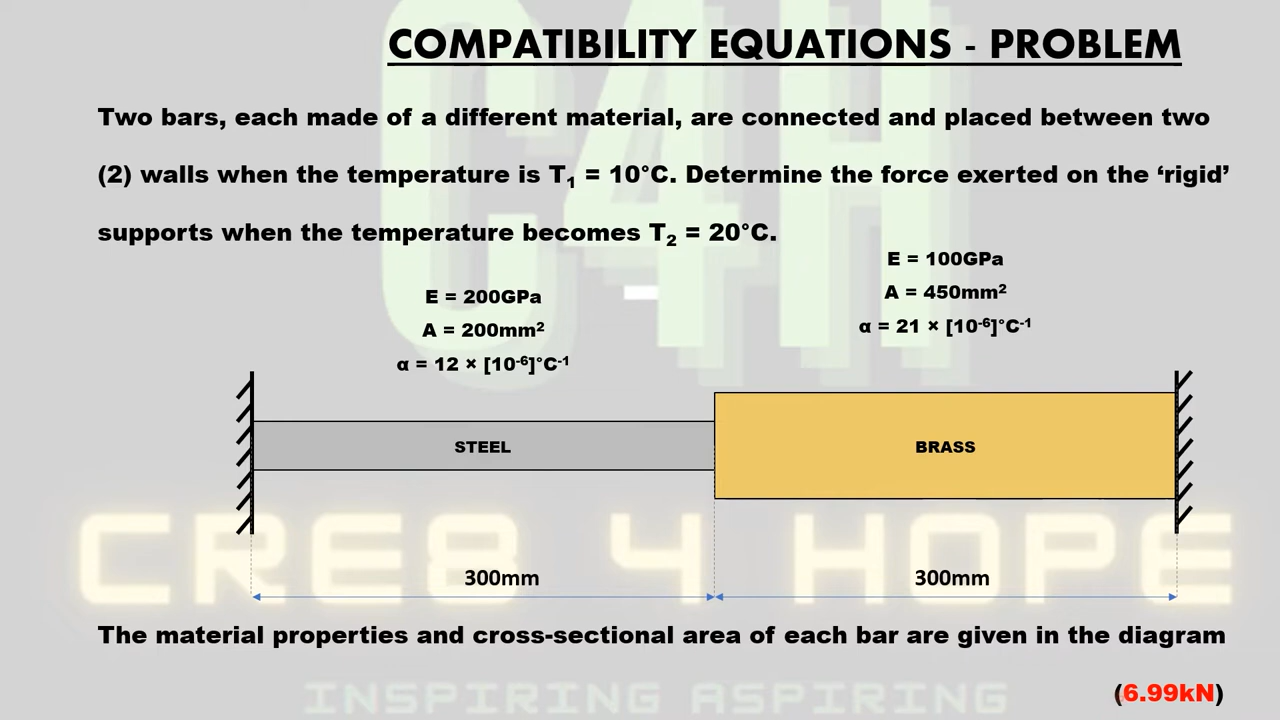 COMPATIBILITY EQUATIONS - PROBLEM
Two bars, each made of a different material, are connected and placed between two
(2) walls when the temperature is T₁ = 10°C. Determine the force exerted on the ‘rigid’
supports when the temperature becomes T₂ = 20°C.
E = 200GPa
A = 200mm²
α = 12 × [10⁻⁶]°C⁻¹
E = 100GPa
A = 450mm²
α = 21 × [10⁻⁶]°C⁻¹
STEEL
BRASS
300mm
300mm
The material properties and cross-sectional area of each bar are given in the diagram
(6.99kN)
C4H
CRE8 4 HOPE
INSPIRING ASPIRING